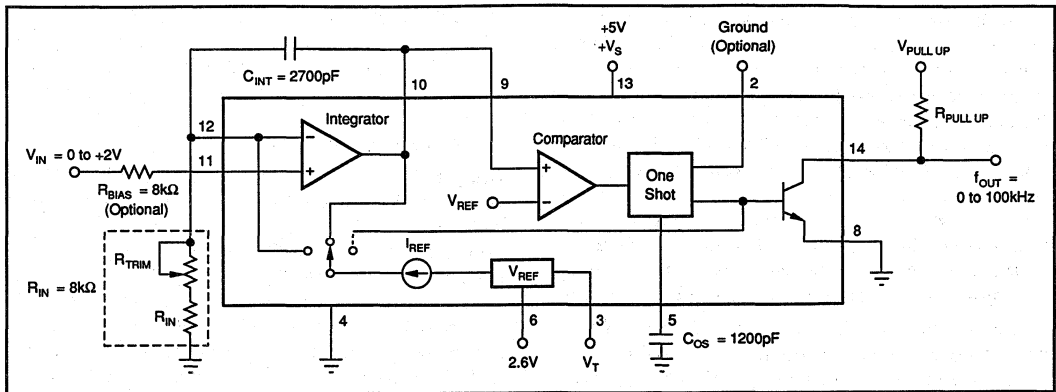 +5V
+V_S
Ground
(Optional)
V_PULL UP
C_INT = 2700pF
10
9
13
2
R_PULL UP
12
Integrator
−
+
Comparator
+
−
One
Shot
14
V_IN = 0 to +2V
11
R_BIAS = 8kΩ
(Optional)
V_REF
f_OUT =
0 to 100kHz
8
R_TRIM
R_IN = 8kΩ
R_IN
I_REF
V_REF
4
6
3
5
2.6V
V_T
C_OS = 1200pF